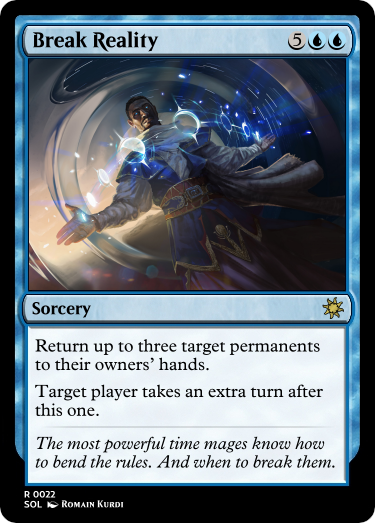 Break Reality 5
Sorcery
Return up to three target permanents
to their owners' hands.
Target player takes an extra turn after
this one.
The most powerful time mages know how
to bend the rules. And when to break them.
R 0022
SOL Romain Kurdi